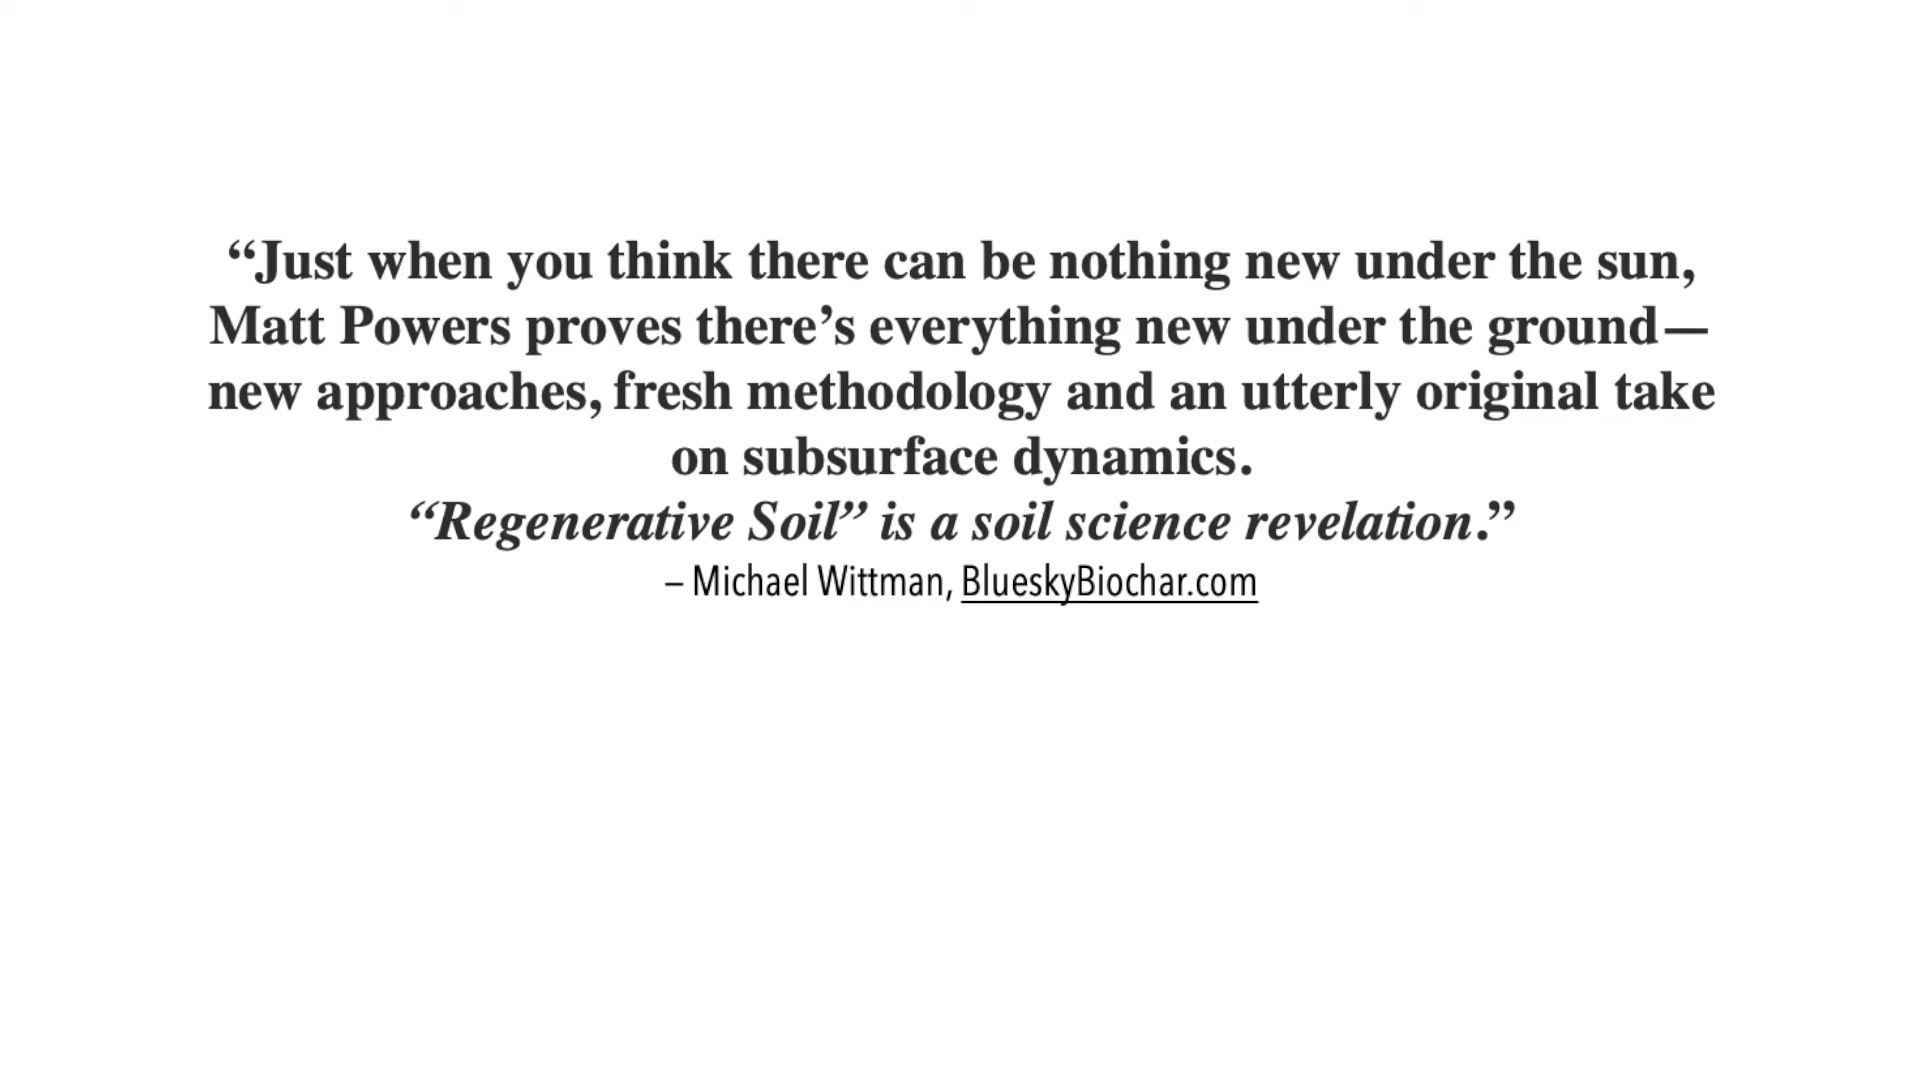 “Just when you think there can be nothing new under the sun,
Matt Powers proves there’s everything new under the ground—
new approaches, fresh methodology and an utterly original take
on subsurface dynamics.
“Regenerative Soil” is a soil science revelation.”
– Michael Wittman, BlueskyBiochar.com